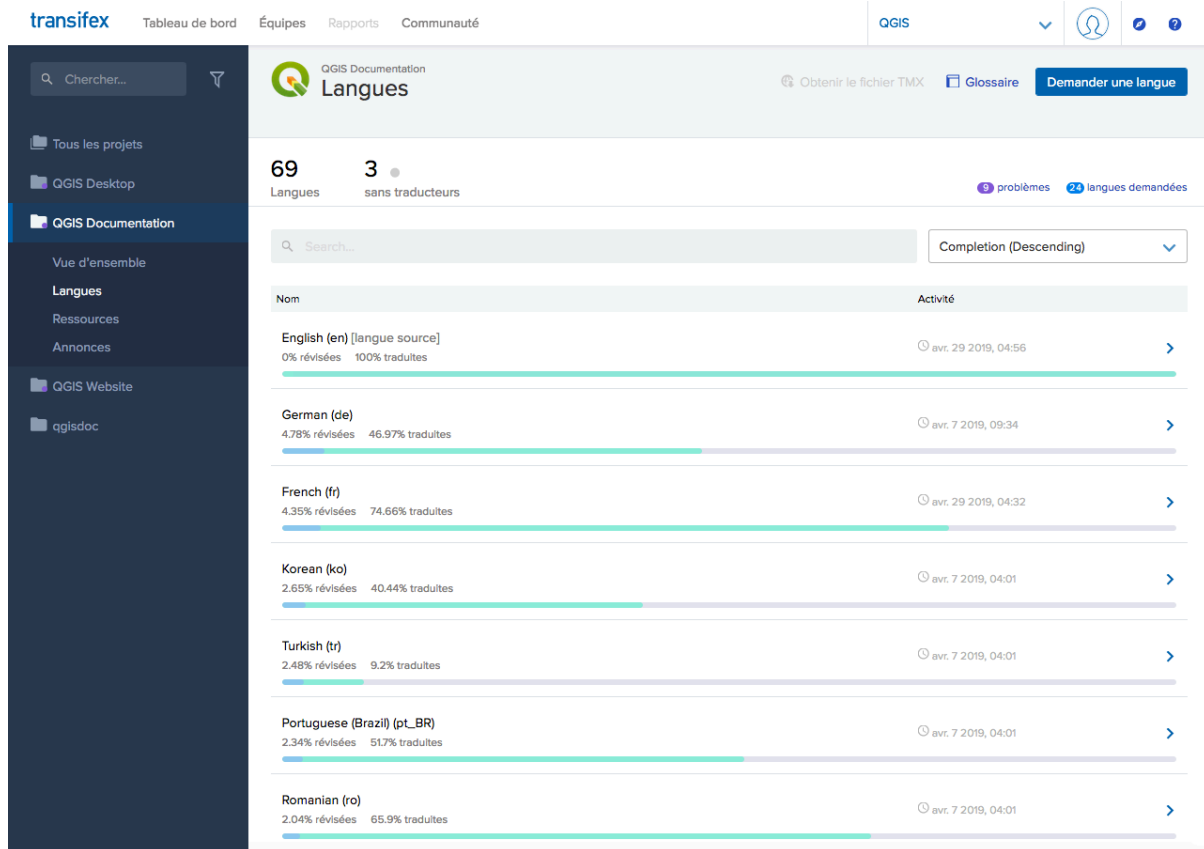 transifex
Tableau de bord Équipes Rapports Communauté
QGIS
Chercher...
Tous les projets
QGIS Desktop
QGIS Documentation
Vue d'ensemble
Langues
Ressources
Annonces
QGIS Website
qgisdoc
QGIS Documentation
Langues
Obtenir le fichier TMX Glossaire Demander une langue
69 3
Langues sans traducteurs
9 problèmes 24 langues demandées
Search... Completion (Descending)
Nom Activité
English (en) [langue source]
0% révisées 100% traduites
avr. 29 2019, 04:56
German (de)
4.78% révisées 46.97% traduites
avr. 7 2019, 09:34
French (fr)
4.35% révisées 74.66% traduites
avr. 29 2019, 04:32
Korean (ko)
2.65% révisées 40.44% traduites
avr. 7 2019, 04:01
Turkish (tr)
2.48% révisées 9.2% traduites
avr. 7 2019, 04:01
Portuguese (Brazil) (pt_BR)
2.34% révisées 51.7% traduites
avr. 7 2019, 04:01
Romanian (ro)
2.04% révisées 65.9% traduites
avr. 7 2019, 04:01